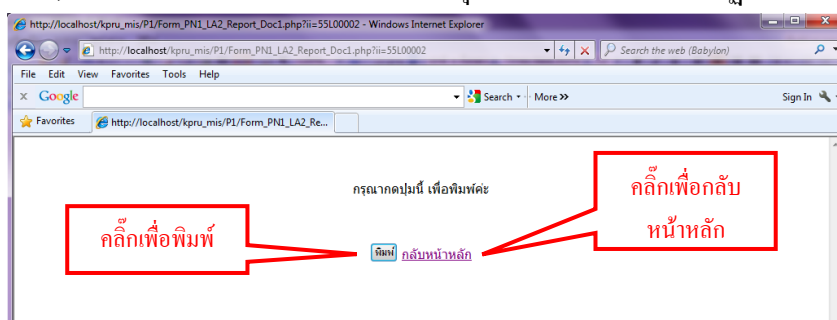 http://localhost/kpru_mis/P1/Form_PN1_LA2_Report_Doc1.php?ii=55L00002 - Windows Internet Explorer
http://localhost/kpru_mis/P1/Form_PN1_LA2_Report_Doc1.php?ii=55L00002
Search the web (Babylon)
File Edit View Favorites Tools Help
x Google Search More >> Sign In
Favorites http://localhost/kpru_mis/P1/Form_PN1_LA2_Re...
กรุณากดปุ่มนี้ เพื่อพิมพ์ค่ะ
คลิ๊กเพื่อกลับ
หน้าหลัก
คลิ๊กเพื่อพิมพ์
พิมพ์ กลับหน้าหลัก